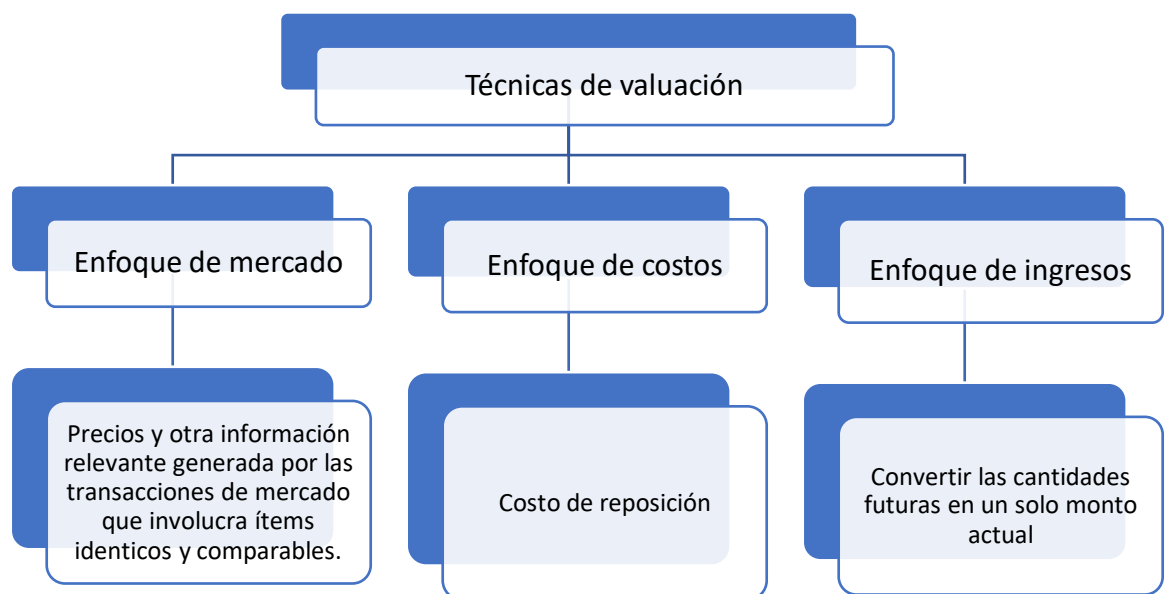 Técnicas de valuación
Enfoque de mercado
Enfoque de costos
Enfoque de ingresos
Precios y otra información
relevante generada por las
transacciones de mercado
que involucra ítems
identicos y comparables.
Costo de reposición
Convertir las cantidades
futuras en un solo monto
actual